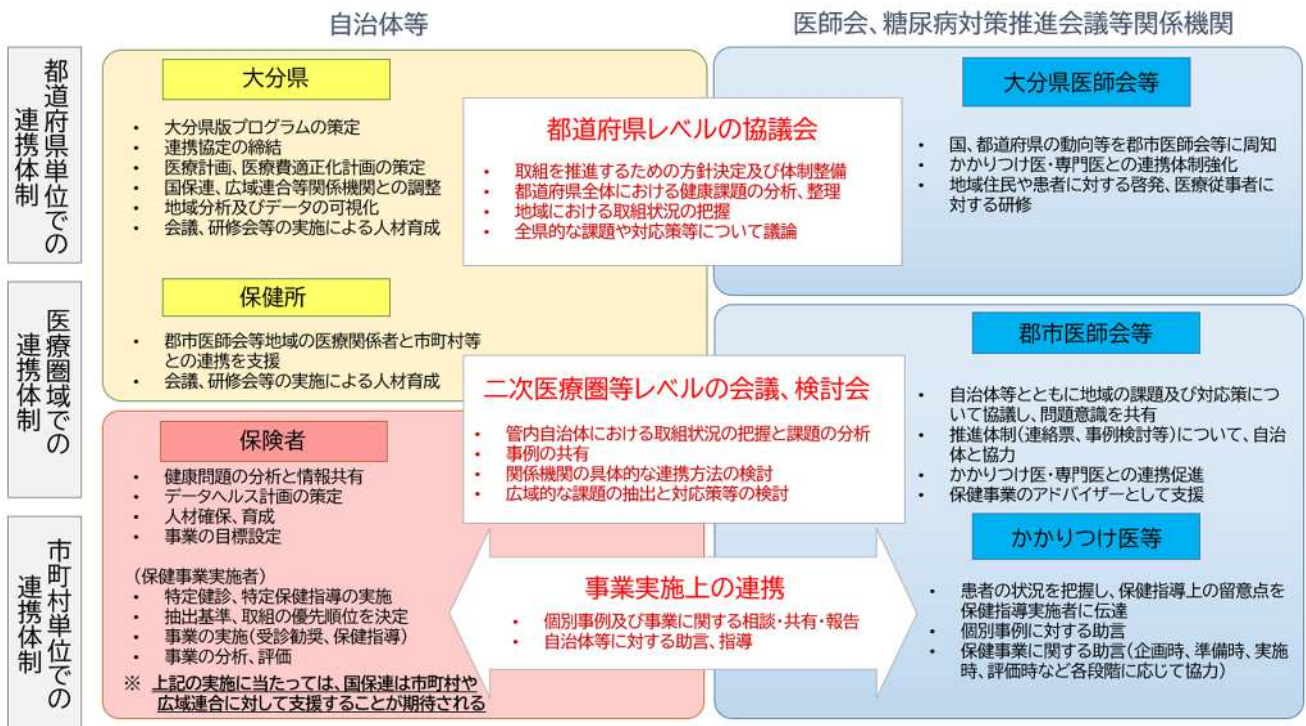 自治体等
医師会、糖尿病対策推進会議等関係機関
都道府県単位での
連携体制
大分県
・ 大分県版プログラムの策定
・ 連携協定の締結
・ 医療計画、医療費適正化計画の策定
・ 国保連、広域連合等関係機関との調整
・ 地域分析及びデータの可視化
・ 会議、研修会等の実施による人材育成
都道府県レベルの協議会
・ 取組を推進するための方針決定及び体制整備
・ 都道府県全体における健康課題の分析、整理
・ 地域における取組状況の把握
・ 全県的な課題や対応策等について議論
大分県医師会等
・ 国、都道府県の動向等を郡市医師会等に周知
・ かかりつけ医・専門医との連携体制強化
・ 地域住民や患者に対する啓発、医療従事者に
対する研修
医療圏域での
連携体制
保健所
・ 郡市医師会等地域の医療関係者と市町村等
との連携を支援
・ 会議、研修会等の実施による人材育成
二次医療圏等レベルの会議、検討会
・ 管内自治体における取組状況の把握と課題の分析
・ 事例の共有
・ 関係機関の具体的な連携方法の検討
・ 広域的な課題の抽出と対応策等の検討
郡市医師会等
・ 自治体等とともに地域の課題及び対応策につ
いて協議し、問題意識を共有
・ 推進体制(連絡票、事例検討等)について、自治
体と協力
・ かかりつけ医・専門医との連携促進
・ 保健事業のアドバイザーとして支援
市町村単位での
連携体制
保険者
・ 健康問題の分析と情報共有
・ データヘルス計画の策定
・ 人材確保、育成
・ 事業の目標設定
(保健事業実施者)
・ 特定健診、特定保健指導の実施
・ 抽出基準、取組の優先順位を決定
・ 事業の実施(受診勧奨、保健指導)
・ 事業の分析、評価
※ 上記の実施に当たっては、国保連は市町村や
広域連合に対して支援することが期待される
事業実施上の連携
・ 個別事例及び事業に関する相談・共有・報告
・ 自治体等に対する助言、指導
かかりつけ医等
・ 患者の状況を把握し、保健指導上の留意点を
保健指導実施者に伝達
・ 個別事例に対する助言
・ 保健事業に関する助言(企画時、準備時、実施
時、評価時など各段階に応じて協力)